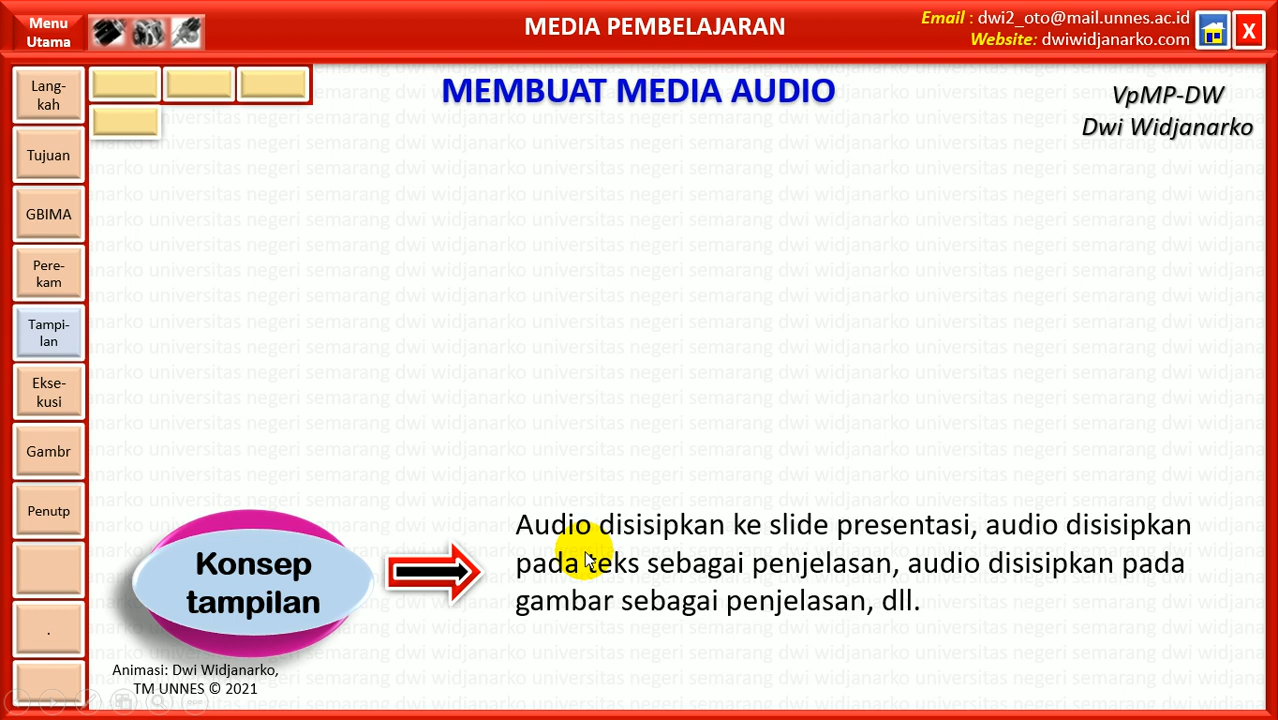 Menu
Utama
MEDIA PEMBELAJARAN
Email : dwi2_oto@mail.unnes.ac.id
Website: dwiwidjanarko.com
X
Lang-
kah
Tujuan
GBIMA
Pere-
kam
Tampi-
lan
Ekse-
kusi
Gambr
Penutp
.
MEMBUAT MEDIA AUDIO
VpMP-DW
Dwi Widjanarko
Konsep
tampilan
Audio disisipkan ke slide presentasi, audio disisipkan
pada teks sebagai penjelasan, audio disisipkan pada
gambar sebagai penjelasan, dll.
Animasi: Dwi Widjanarko,
TM UNNES © 2021